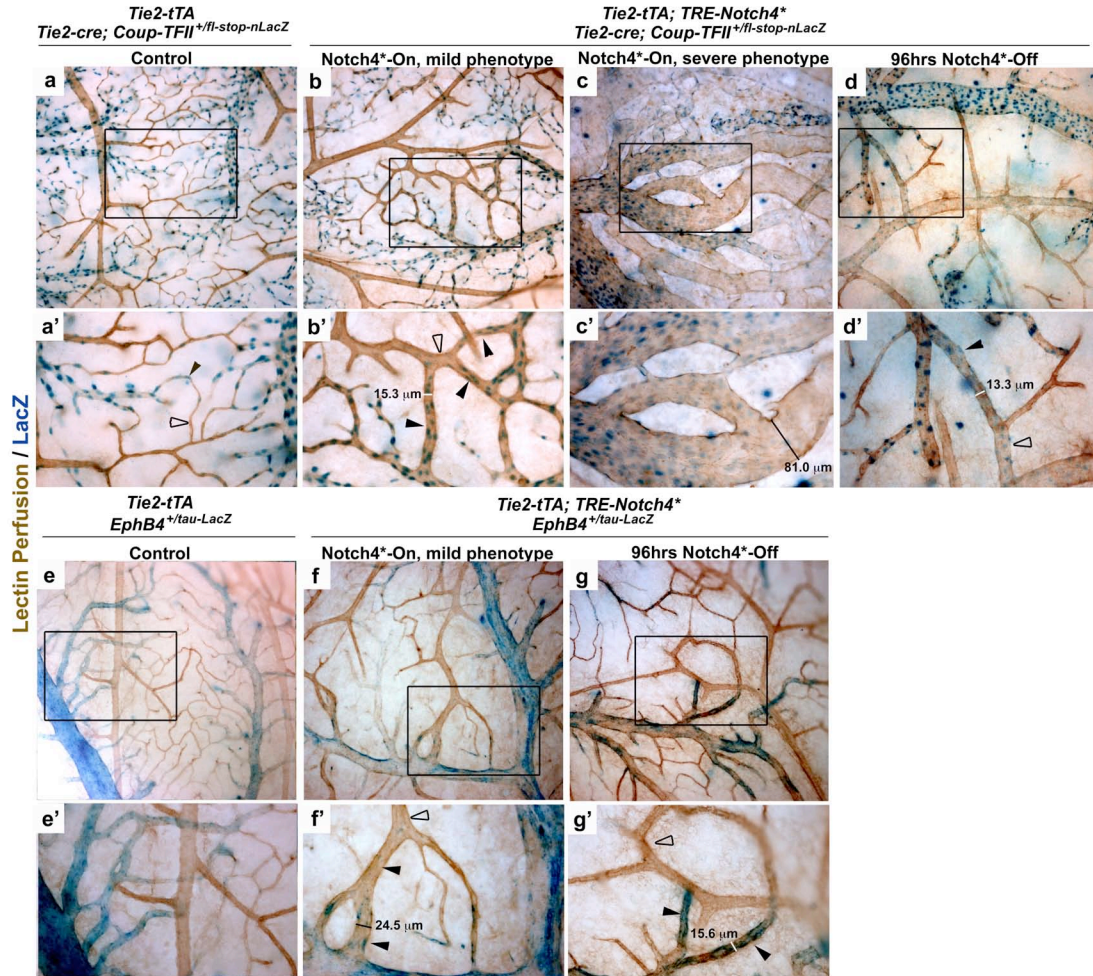 Tie2-tTA
Tie2-cre; Coup-TFII+/fl-stop-nLacZ
Tie2-tTA; TRE-Notch4*
Tie2-cre; Coup-TFII+/fl-stop-nLacZ
Control
Notch4*-On, mild phenotype
Notch4*-On, severe phenotype
96hrs Notch4*-Off
a
b
c
d
a'
b'
15.3 μm
c'
81.0 μm
d'
13.3 μm
Lectin Perfusion / LacZ
Tie2-tTA
EphB4+/tau-LacZ
Tie2-tTA; TRE-Notch4*
EphB4+/tau-LacZ
Control
Notch4*-On, mild phenotype
96hrs Notch4*-Off
e
f
g
e'
f'
24.5 μm
g'
15.6 μm